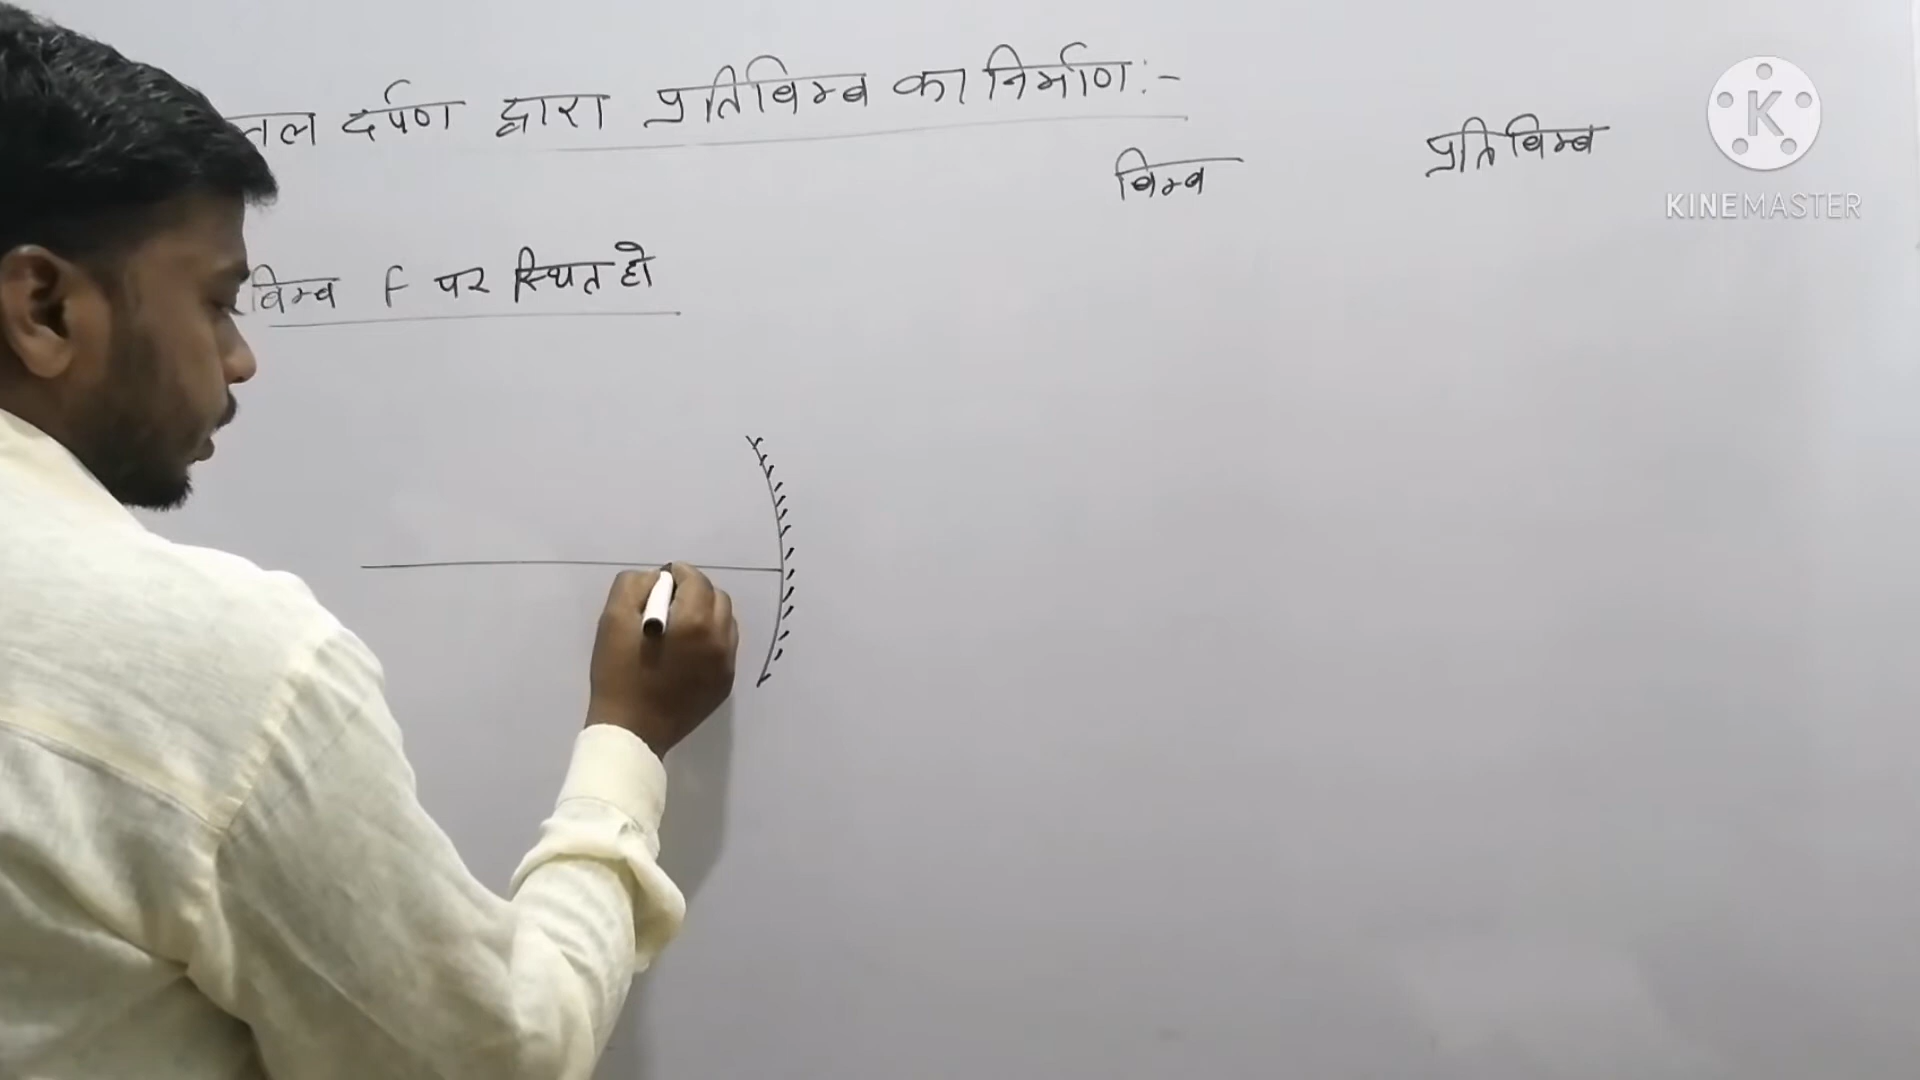 तल दर्पण द्वारा प्रतिबिम्ब का निर्माण:-
बिम्ब प्रतिबिम्ब
बिम्ब F पर स्थित हो
K
KINEMASTER